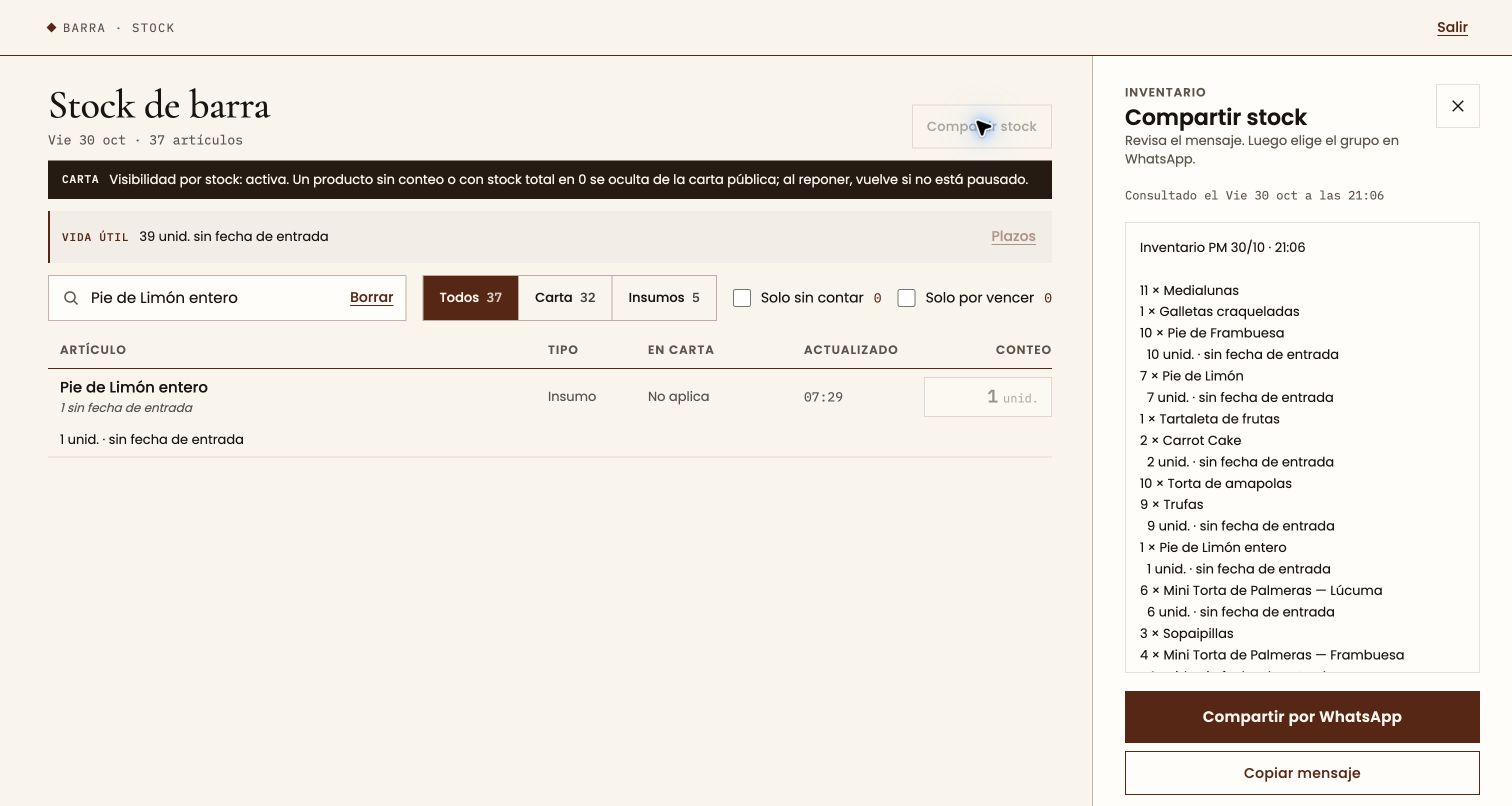 BARRA · STOCK
Salir
Stock de barra
Vie 30 oct · 37 artículos
Compartir stock
CARTA Visibilidad por stock: activa. Un producto sin conteo o con stock total en 0 se oculta de la carta pública; al reponer, vuelve si no está pausado.
VIDA ÚTIL 39 unid. sin fecha de entrada
Plazos
Pie de Limón entero
Borrar
Todos 37
Carta 32
Insumos 5
Solo sin contar 0
Solo por vencer 0
ARTÍCULO TIPO EN CARTA ACTUALIZADO CONTEO
Pie de Limón entero
1 sin fecha de entrada
Insumo
No aplica
07:29
1 unid.
1 unid. · sin fecha de entrada
INVENTARIO
Compartir stock
Revisa el mensaje. Luego elige el grupo en
WhatsApp.
Consultado el Vie 30 oct a las 21:06
Inventario PM 30/10 · 21:06
11 × Medialunas
1 × Galletas craqueladas
10 × Pie de Frambuesa
10 unid. · sin fecha de entrada
7 × Pie de Limón
7 unid. · sin fecha de entrada
1 × Tartaleta de frutas
2 × Carrot Cake
2 unid. · sin fecha de entrada
10 × Torta de amapolas
9 × Trufas
9 unid. · sin fecha de entrada
1 × Pie de Limón entero
1 unid. · sin fecha de entrada
6 × Mini Torta de Palmeras — Lúcuma
6 unid. · sin fecha de entrada
3 × Sopaipillas
4 × Mini Torta de Palmeras — Frambuesa
Compartir por WhatsApp
Copiar mensaje